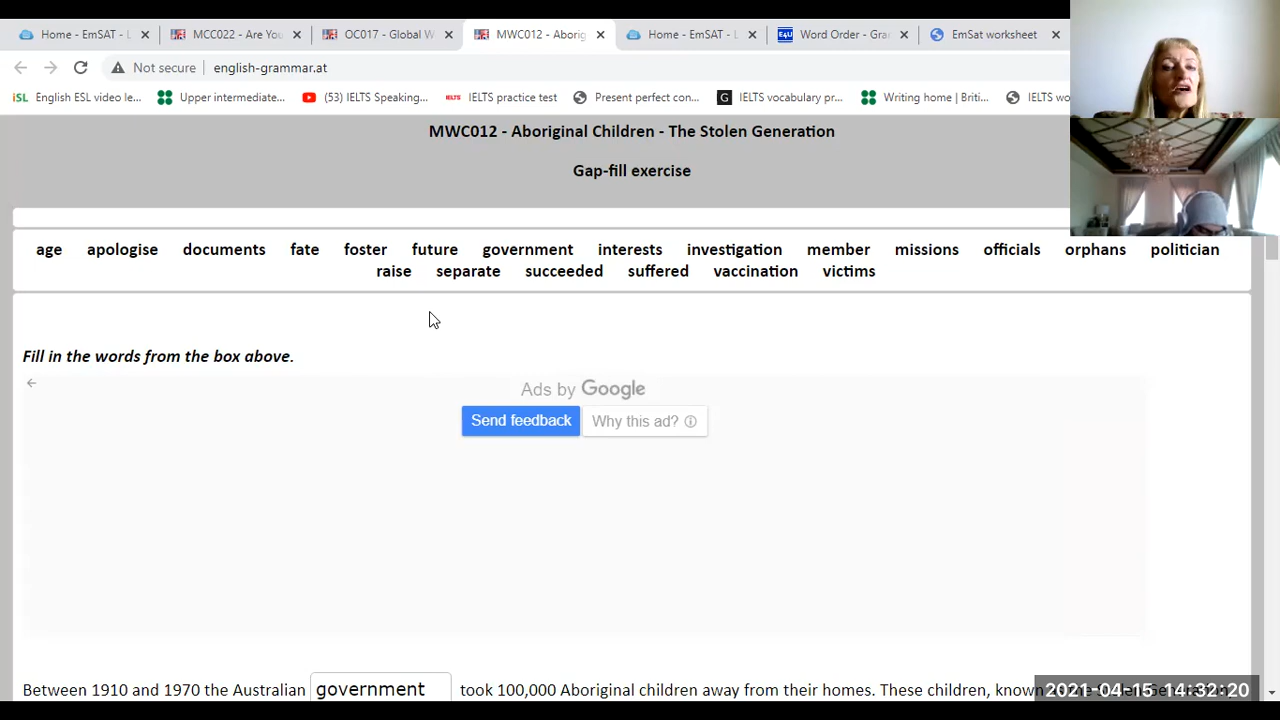 Home - EmSAT - L
MCC022 - Are You
OC017 - Global W
MWC012 - Aborig
Home - EmSAT - L
E4U
Word Order - Gra
EmSat worksheet
Not secure
english-grammar.at
iSL English ESL video le...
Upper intermediate...
(53) IELTS Speaking...
IELTS IELTS practice test
Present perfect con...
G IELTS vocabulary pr...
Writing home | Briti...
IELTS wo
MWC012 - Aboriginal Children - The Stolen Generation
Gap-fill exercise
age apologise documents fate foster future government interests investigation member missions officials orphans politician
raise separate succeeded suffered vaccination victims
Fill in the words from the box above.
Ads by Google
Send feedback
Why this ad?
Between 1910 and 1970 the Australian government took 100,000 Aboriginal children away from their homes. These children, known
2021-04-15 14:32:20